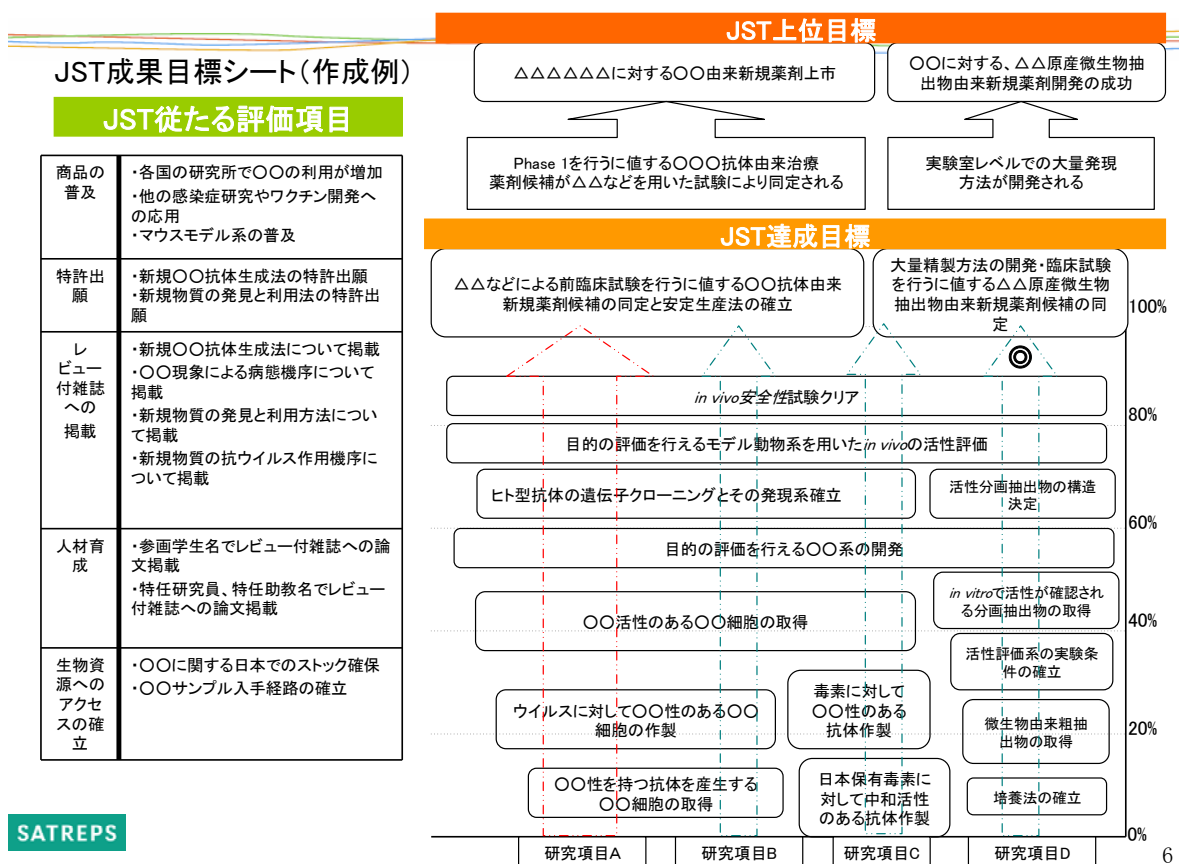 JST上位目標
JST成果目標シート（作成例）
JST従たる評価項目
△△△△△△に対する〇〇由来新規薬剤上市
〇〇に対する、△△原産微生物抽
出物由来新規薬剤開発の成功
Phase 1を行うに値する〇〇〇抗体由来治療
薬剤候補が△△などを用いた試験により同定される
実験室レベルでの大量発現
方法が開発される
商品の
普及
・各国の研究所で〇〇の利用が増加
・他の感染症研究やワクチン開発へ
の応用
・マウスモデル系の普及
特許出
願
・新規〇〇抗体生成法の特許出願
・新規物質の発見と利用法の特許出
願
レ
ビュー
付雑誌
への
掲載
・新規〇〇抗体生成法について掲載
・〇〇現象による病態機序について
掲載
・新規物質の発見と利用方法につい
て掲載
・新規物質の抗ウイルス作用機序に
ついて掲載
人材育
成
・参画学生名でレビュー付雑誌への論
文掲載
・特任研究員、特任助教名でレビュー
付雑誌への論文掲載
生物資
源への
アクセ
スの確
立
・〇〇に関する日本でのストック確保
・〇〇サンプル入手経路の確立
JST達成目標
△△などによる前臨床試験を行うに値する〇〇抗体由来
新規薬剤候補の同定と安定生産法の確立
大量精製方法の開発・臨床試験
を行うに値する△△原産微生物
抽出物由来新規薬剤候補の同
定
100%
◎
in vivo安全性試験クリア
80%
目的の評価を行えるモデル動物系を用いたin vivoの活性評価
ヒト型抗体の遺伝子クローニングとその発現系確立
活性分画抽出物の構造
決定
60%
目的の評価を行える〇〇系の開発
in vitroで活性が確認され
る分画抽出物の取得
〇〇活性のある〇〇細胞の取得
40%
活性評価系の実験条
件の確立
ウイルスに対して〇〇性のある〇〇
細胞の作製
毒素に対して
〇〇性のある
抗体作製
微生物由来粗抽
出物の取得
20%
〇〇性を持つ抗体を産生する
〇〇細胞の取得
日本保有毒素に
対して中和活性
のある抗体作製
培養法の確立
0%
研究項目A
研究項目B
研究項目C
研究項目D
SATREPS
6